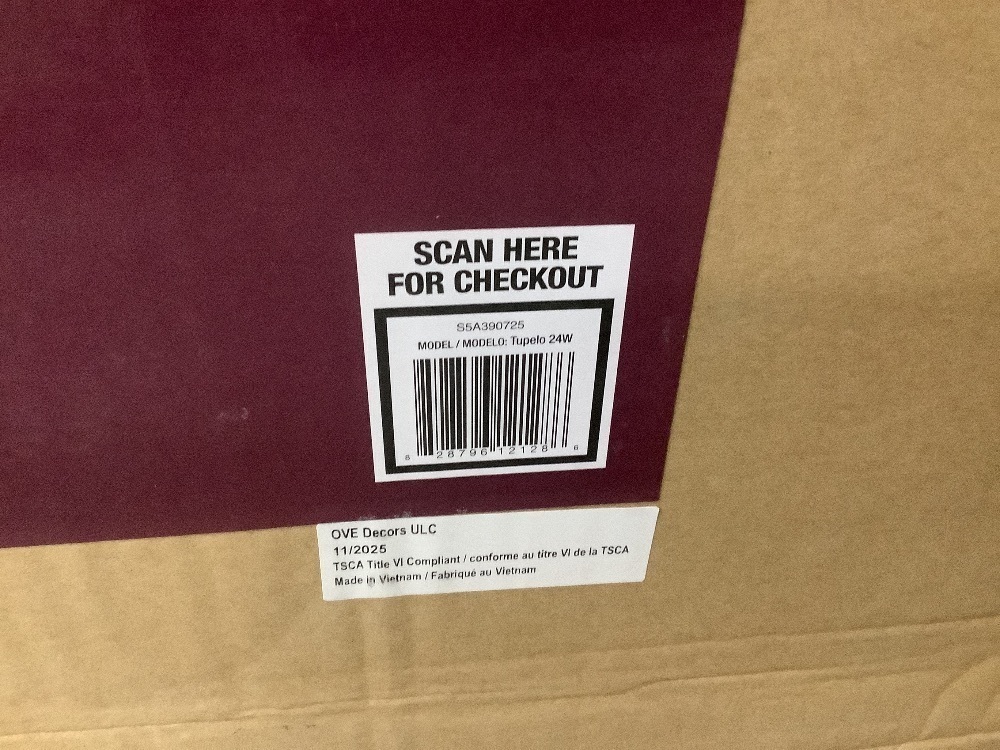 SCAN HERE
FOR CHECKOUT
S5A390725
MODEL / MODELO: Tupelo 24W
8 28796 12128 6
OVE Decors ULC
11/2025
TSCA Title VI Compliant / conforme au titre VI de la TSCA
Made in Vietnam / Fabriqué au Vietnam